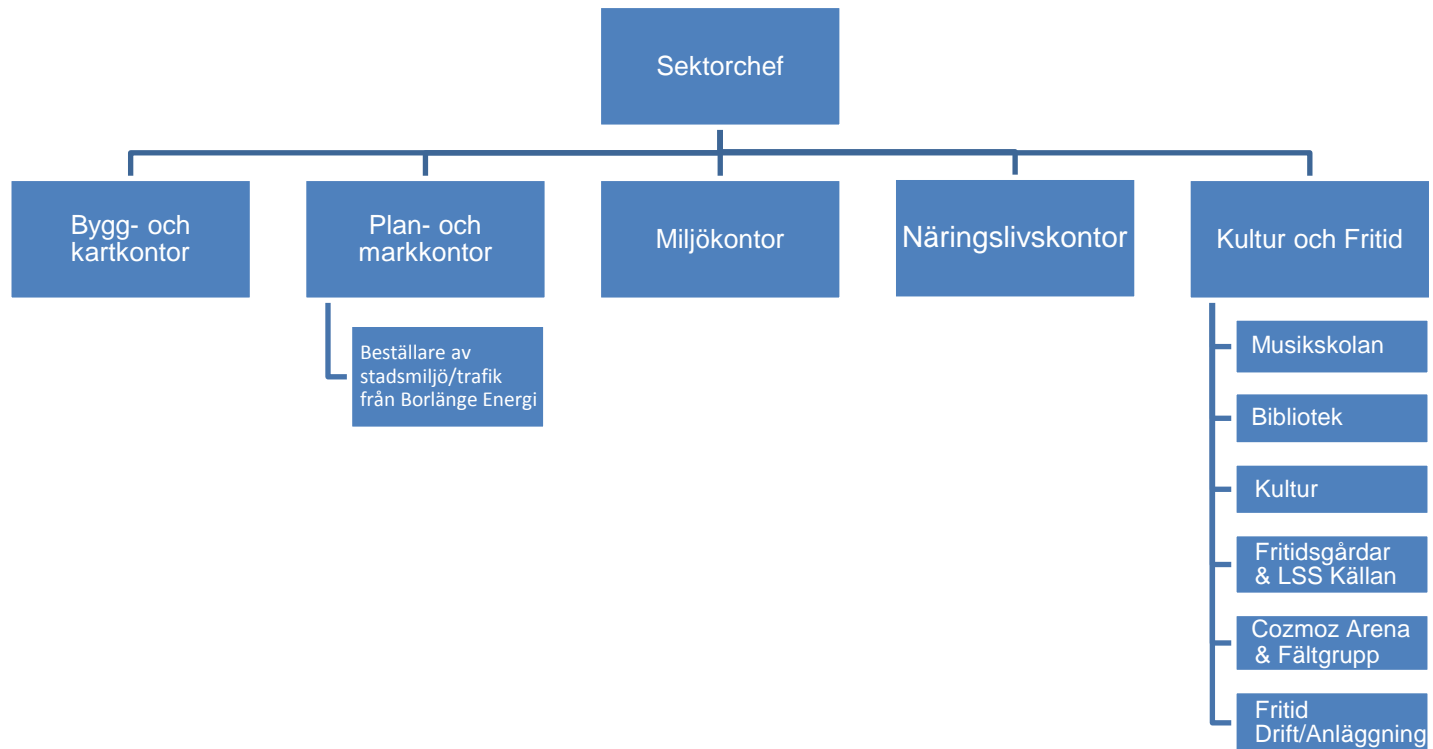 Sektorchef
Bygg- och
kartkontor
Plan- och
markkontor
Miljökontor
Näringslivskontor
Kultur och Fritid
Beställare av
stadsmiljö/trafik
från Borlänge Energi
Musikskolan
Bibliotek
Kultur
Fritidsgårdar
& LSS Källan
Cozmoz Arena
& Fältgrupp
Fritid
Drift/Anläggning